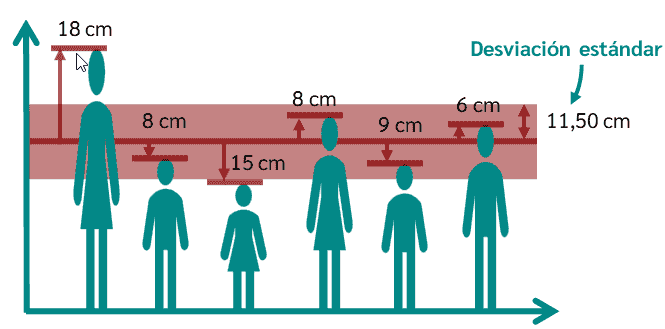 18 cm
Desviación estándar
8 cm
8 cm
6 cm
9 cm
11,50 cm
15 cm